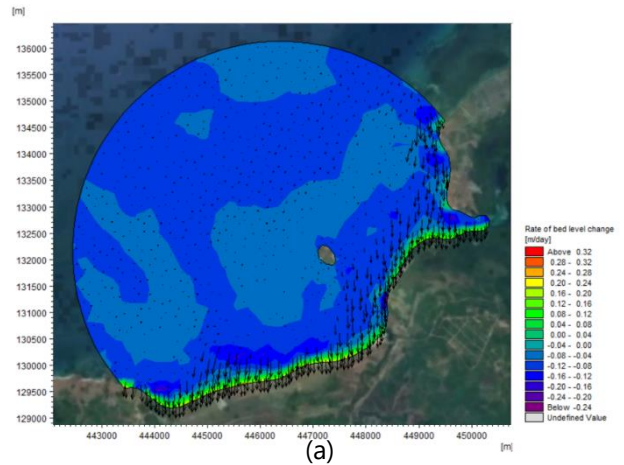 [m]
136000
135500
135000
134500
134000
133500
133000
132500
132000
131500
131000
130500
130000
129500
129000
443000 444000 445000 446000 447000 448000 449000 450000
[m]
Rate of bed level change
[m/day]
Above 0.32
0.28 - 0.32
0.24 - 0.28
0.20 - 0.24
0.16 - 0.20
0.12 - 0.16
0.08 - 0.12
0.04 - 0.08
0.00 - 0.04
-0.04 - 0.00
-0.08 - -0.04
-0.12 - -0.08
-0.16 - -0.12
-0.20 - -0.16
-0.24 - -0.20
Below -0.24
Undefined Value
(a)